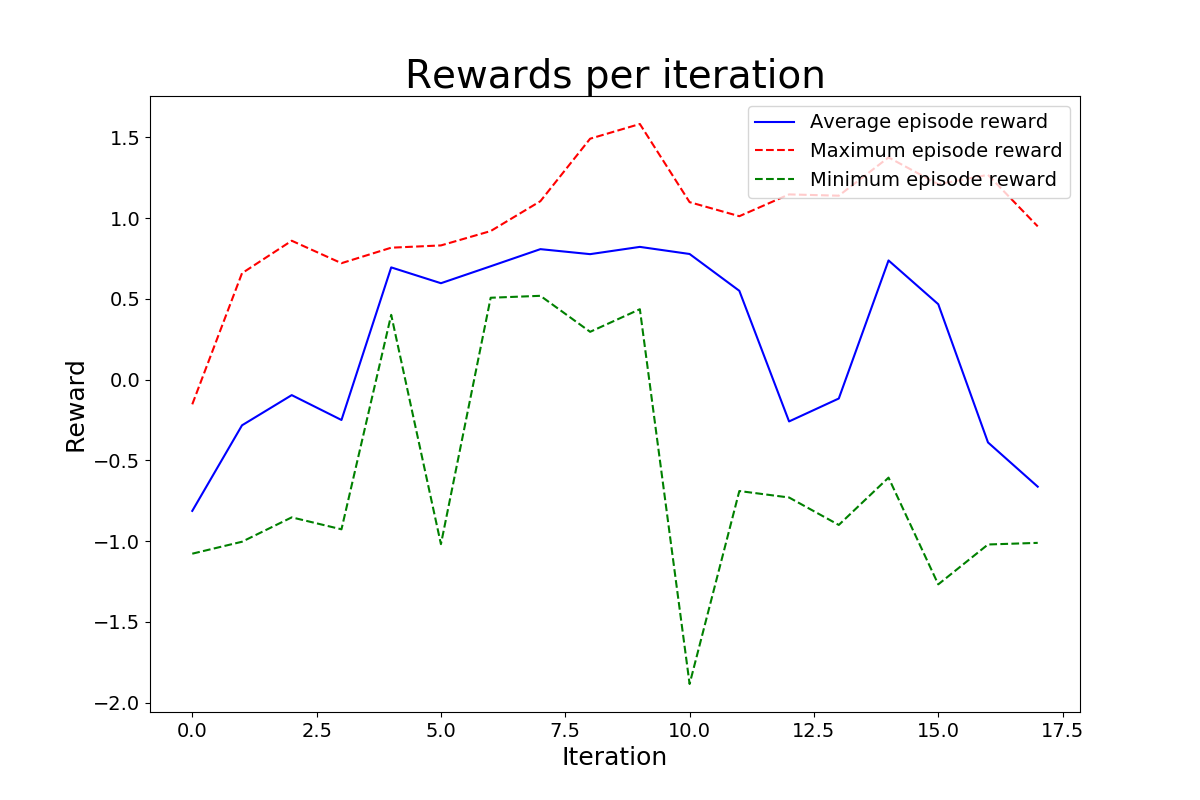 Rewards per iteration
Average episode reward
Maximum episode reward
Minimum episode reward
1.5
1.0
0.5
0.0
−0.5
−1.0
−1.5
−2.0
Reward
0.0 2.5 5.0 7.5 10.0 12.5 15.0 17.5
Iteration